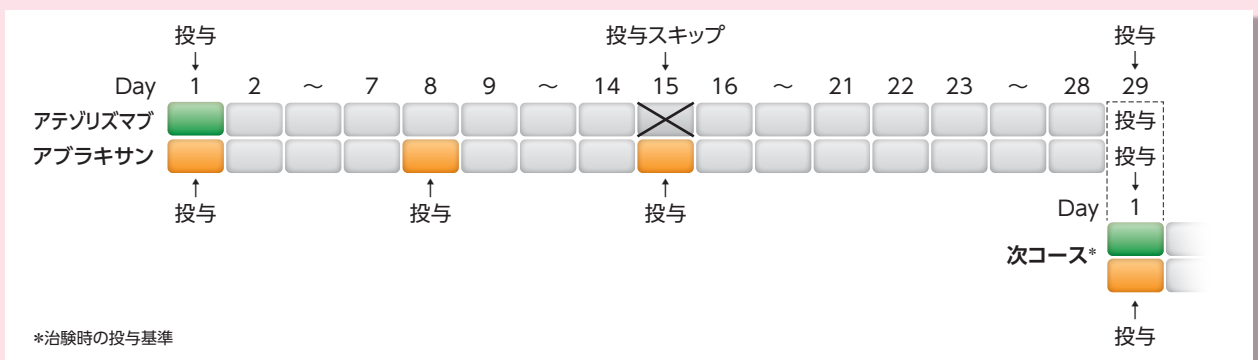 投与 投与スキップ 投与
↓ ↓ ↓
Day 1 2 ～ 7 8 9 ～ 14 15 16 ～ 21 22 23 ～ 28 29
アテゾリズマブ 投与
アブラキサン 投与
↑ ↑ ↑ ↓
投与 投与 投与 Day 1
次コース*
↑
*治験時の投与基準 投与